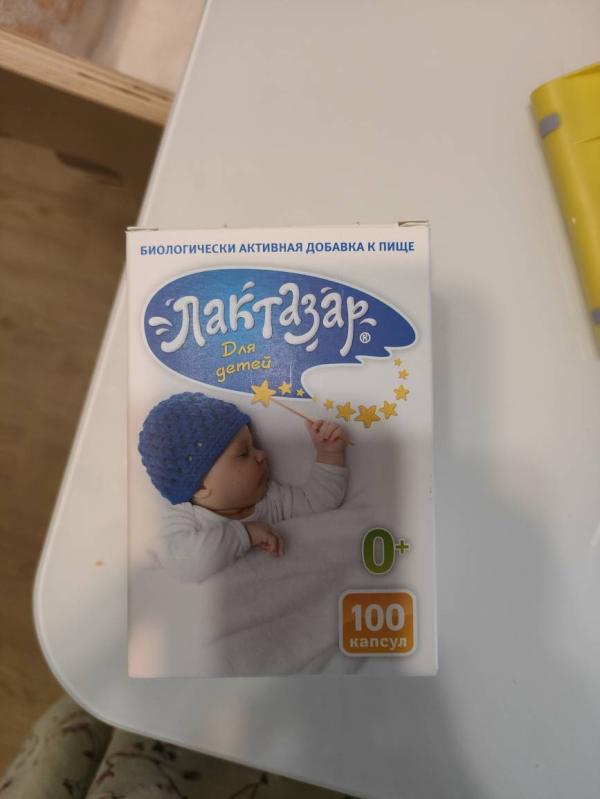 БИОЛОГИЧЕСКИ АКТИВНАЯ ДОБАВКА К ПИЩЕ
Лактазар®
Для
детей
0+
100
капсул